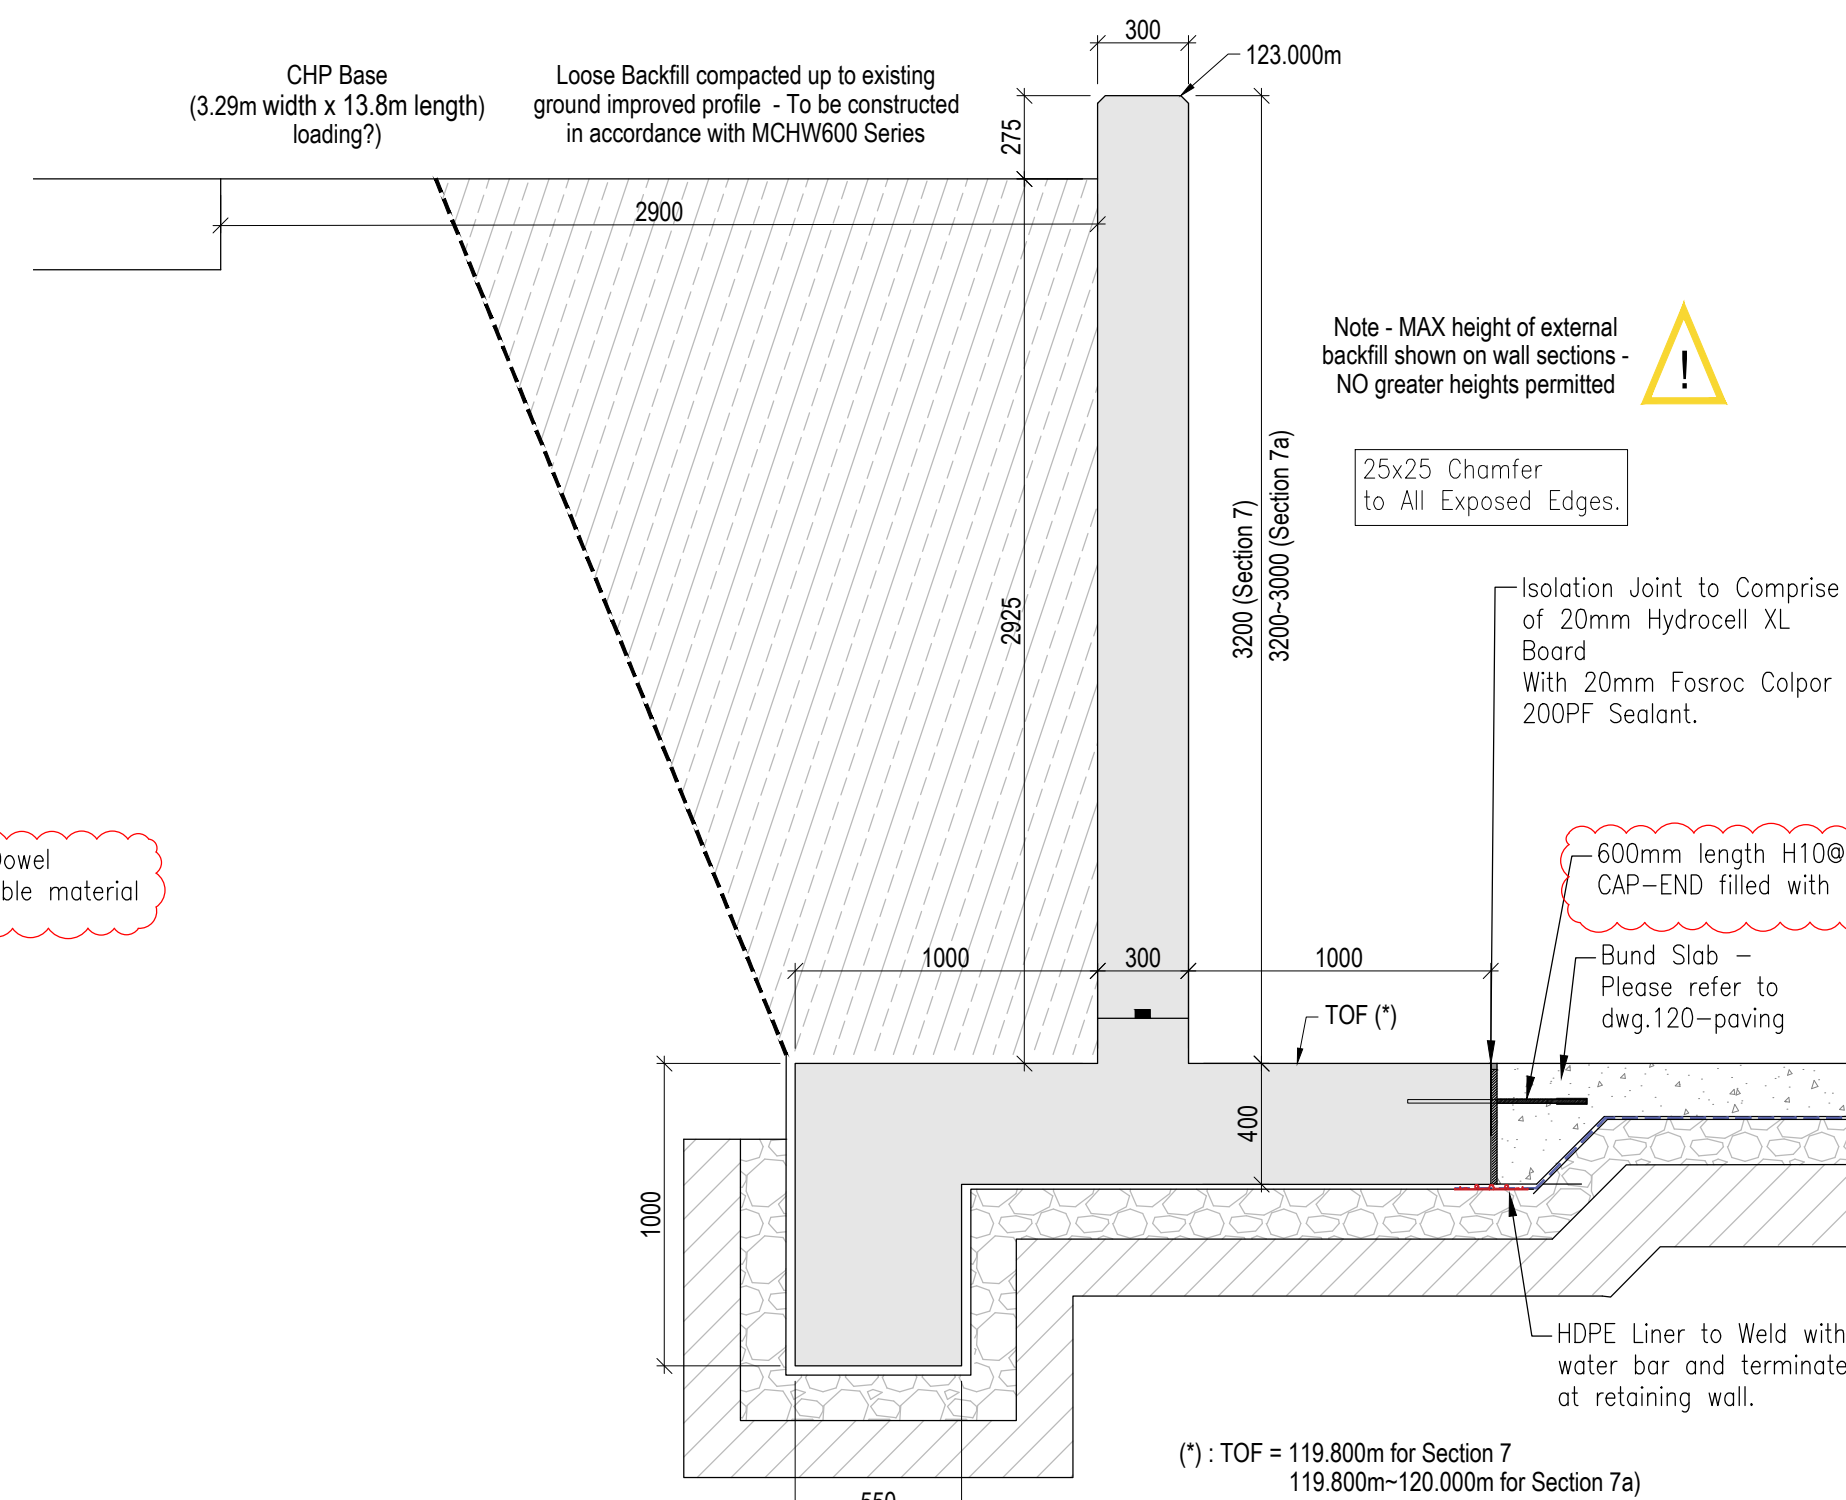 300
123.000m
CHP Base
(3.29m width x 13.8m length)
loading?)
Loose Backfill compacted up to existing
ground improved profile - To be constructed
in accordance with MCHW600 Series
275
2900
Note - MAX height of external
backfill shown on wall sections -
NO greater heights permitted
!
25x25 Chamfer
to All Exposed Edges.
3200 (Section 7)
3200~3000 (Section 7a)
2925
Isolation Joint to Comprise
of 20mm Hydrocell XL
Board
With 20mm Fosroc Colpor
200PF Sealant.
Dowel
ble material
600mm length H10@
CAP-END filled with
1000
300
1000
Bund Slab -
Please refer to
dwg.120-paving
TOF (*)
400
1000
HDPE Liner to Weld with
water bar and terminate
at retaining wall.
(*) : TOF = 119.800m for Section 7
119.800m~120.000m for Section 7a)
550